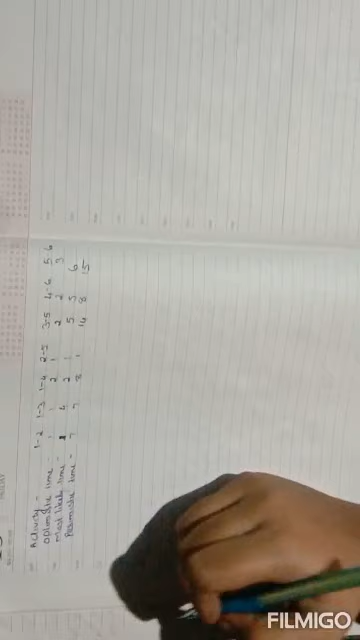 Activity - 1-2 1-3 1-4 2-5 3-5 4-6 5-6
Optimistic time - 1 1 2 1 2 2 3
Most likely time - 1 4 2 1 5 5 6
Pessimistic time - 7 7 8 1 14 8 15
FILMIGO